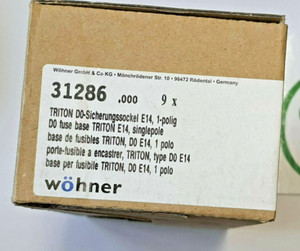 Wöhner GmbH & Co KG • Mönchrödener Str. 10 • 96472 Rödental • Germany
31286 .000 9 x
TRITON D0-Sicherungssockel E14, 1-polig
D0 fuse base TRITON E14, singlepole
base de fusibles TRITON, D0 E14, 1 polo
porte-fusible a encastrer, TRITON, type D0 E14
base per fusibile TRITON, D0 E14, 1 polo
wöhner